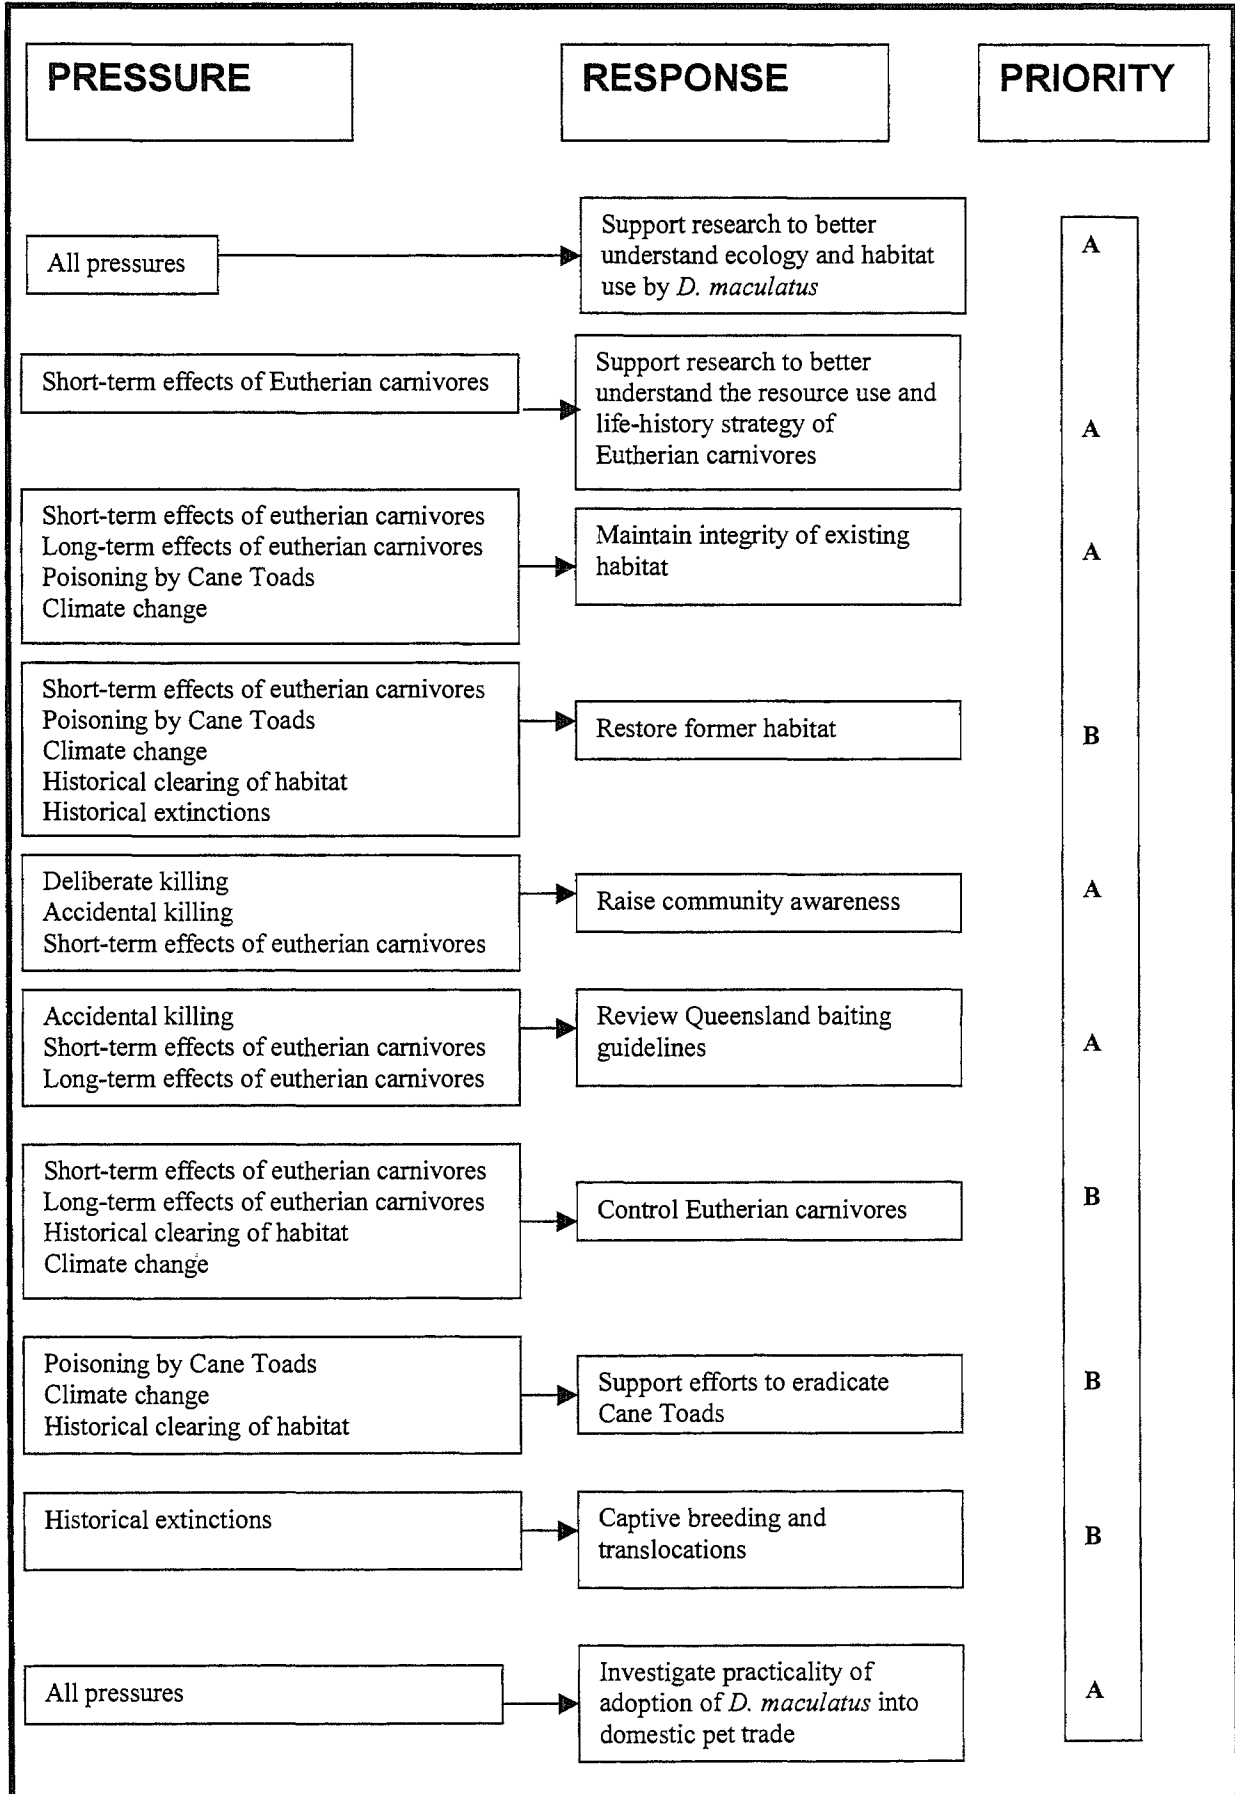 PRESSURE
RESPONSE
PRIORITY
All pressures
Support research to better
understand ecology and habitat
use by D. maculatus
A
Short-term effects of Eutherian carnivores
Support research to better
understand the resource use and
life-history strategy of
Eutherian carnivores
A
Short-term effects of eutherian carnivores
Long-term effects of eutherian carnivores
Poisoning by Cane Toads
Climate change
Maintain integrity of existing
habitat
A
Short-term effects of eutherian carnivores
Poisoning by Cane Toads
Climate change
Historical clearing of habitat
Historical extinctions
Restore former habitat
B
Deliberate killing
Accidental killing
Short-term effects of eutherian carnivores
Raise community awareness
A
Accidental killing
Short-term effects of eutherian carnivores
Long-term effects of eutherian carnivores
Review Queensland baiting
guidelines
A
Short-term effects of eutherian carnivores
Long-term effects of eutherian carnivores
Historical clearing of habitat
Climate change
Control Eutherian carnivores
B
Poisoning by Cane Toads
Climate change
Historical clearing of habitat
Support efforts to eradicate
Cane Toads
B
Historical extinctions
Captive breeding and
translocations
B
All pressures
Investigate practicality of
adoption of D. maculatus into
domestic pet trade
A